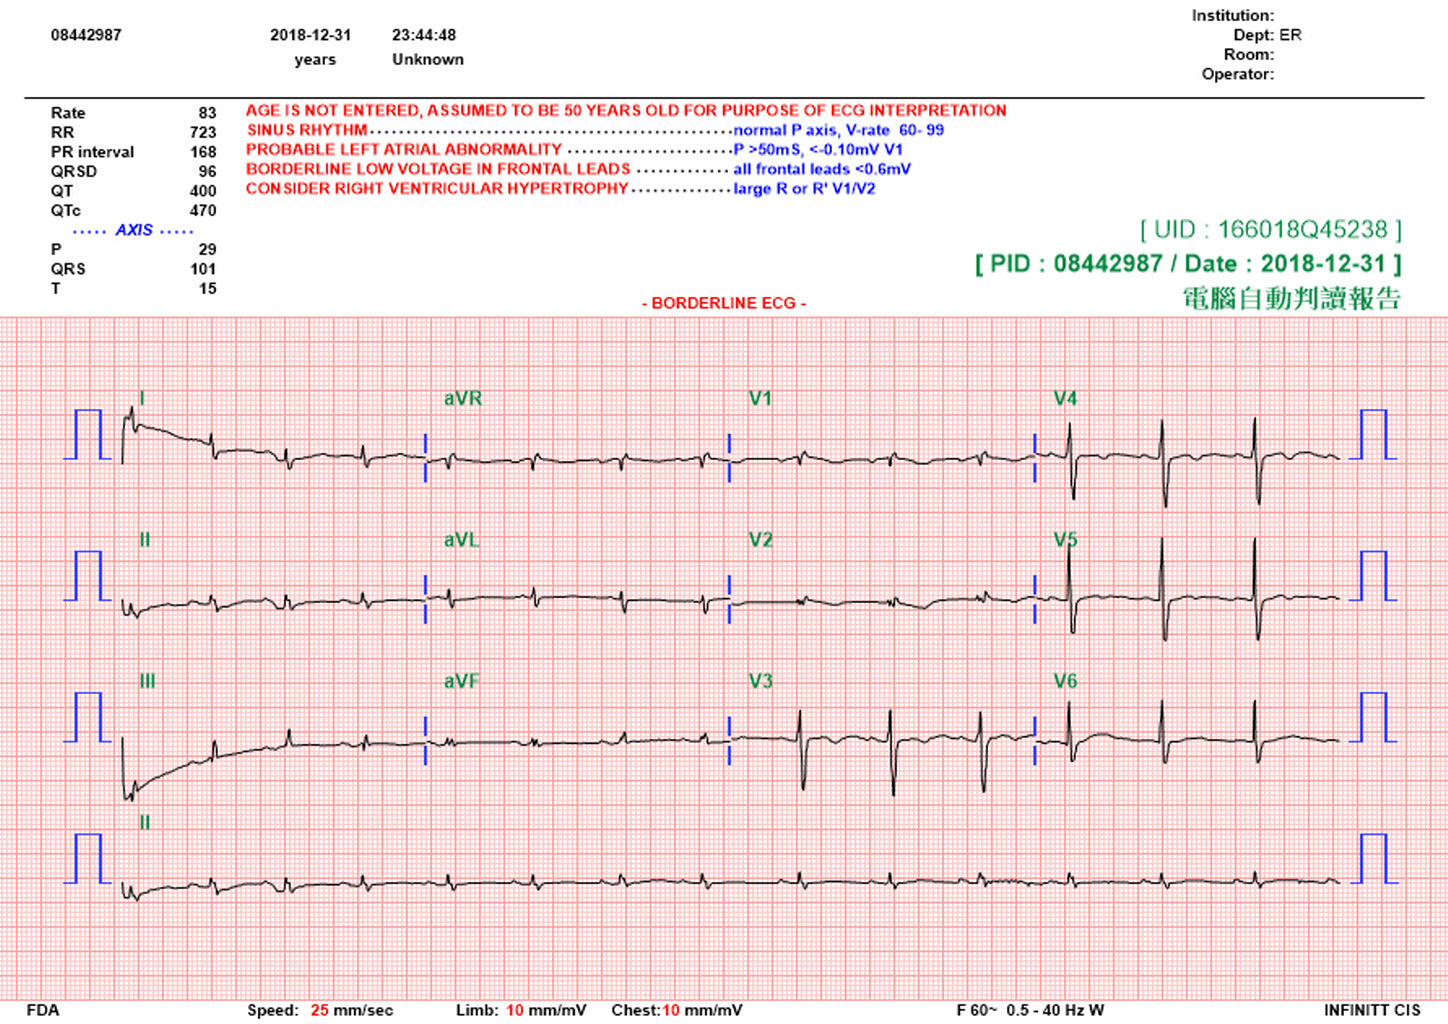 Institution:
08442987 2018-12-31 23:44:48 Dept: ER
years Unknown Room:
Operator:
Rate 83 AGE IS NOT ENTERED, ASSUMED TO BE 50 YEARS OLD FOR PURPOSE OF ECG INTERPRETATION
RR 723 SINUS RHYTHM normal P axis, V-rate 60- 99
PR interval 168 PROBABLE LEFT ATRIAL ABNORMALITY P >50mS, <-0.10mV V1
QRSD 96 BORDERLINE LOW VOLTAGE IN FRONTAL LEADS all frontal leads <0.6mV
QT 400 CONSIDER RIGHT VENTRICULAR HYPERTROPHY large R or R' V1/V2
QTc 470
..... AXIS ..... [ UID : 166018Q45238 ]
P 29
QRS 101 [ PID : 08442987 / Date : 2018-12-31 ]
T 15 電腦自動判讀報告
- BORDERLINE ECG -
I aVR V1 V4
II aVL V2 V5
III aVF V3 V6
II
FDA Speed: 25 mm/sec Limb: 10 mm/mV Chest:10 mm/mV F 60~ 0.5 - 40 Hz W INFINITT CIS